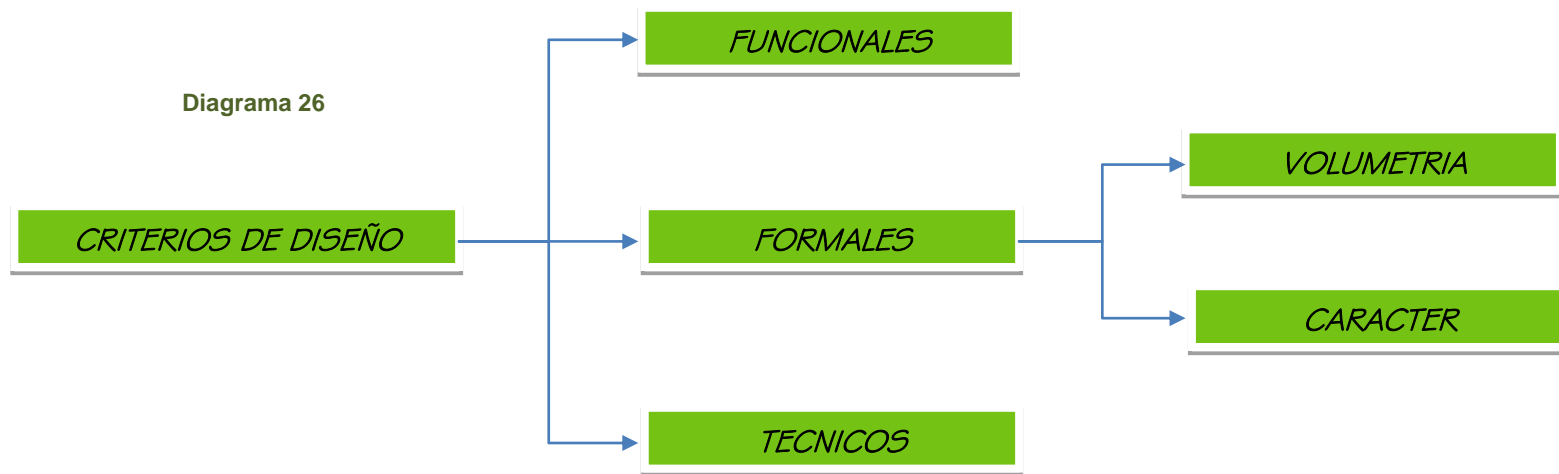 FUNCIONALES
Diagrama 26
VOLUMETRIA
CRITERIOS DE DISEÑO
FORMALES
CARACTER
TECNICOS